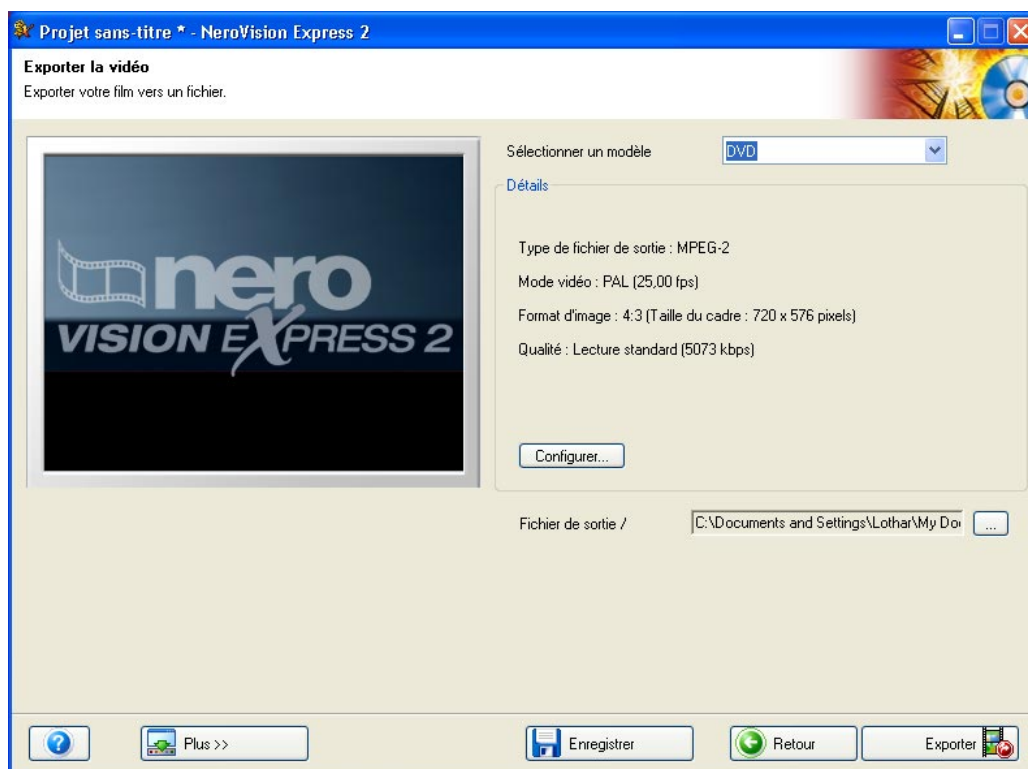 Projet sans-titre * - NeroVision Express 2
Exporter la vidéo
Exporter votre film vers un fichier.
nero
VISION EXPRESS 2
Sélectionner un modèle
DVD
Détails
Type de fichier de sortie : MPEG-2
Mode vidéo : PAL (25,00 fps)
Format d'image : 4:3 (Taille du cadre : 720 x 576 pixels)
Qualité : Lecture standard (5073 kbps)
Configurer...
Fichier de sortie / C:\Documents and Settings\Lothar\My Do
...
Plus >>
Enregistrer
Retour
Exporter